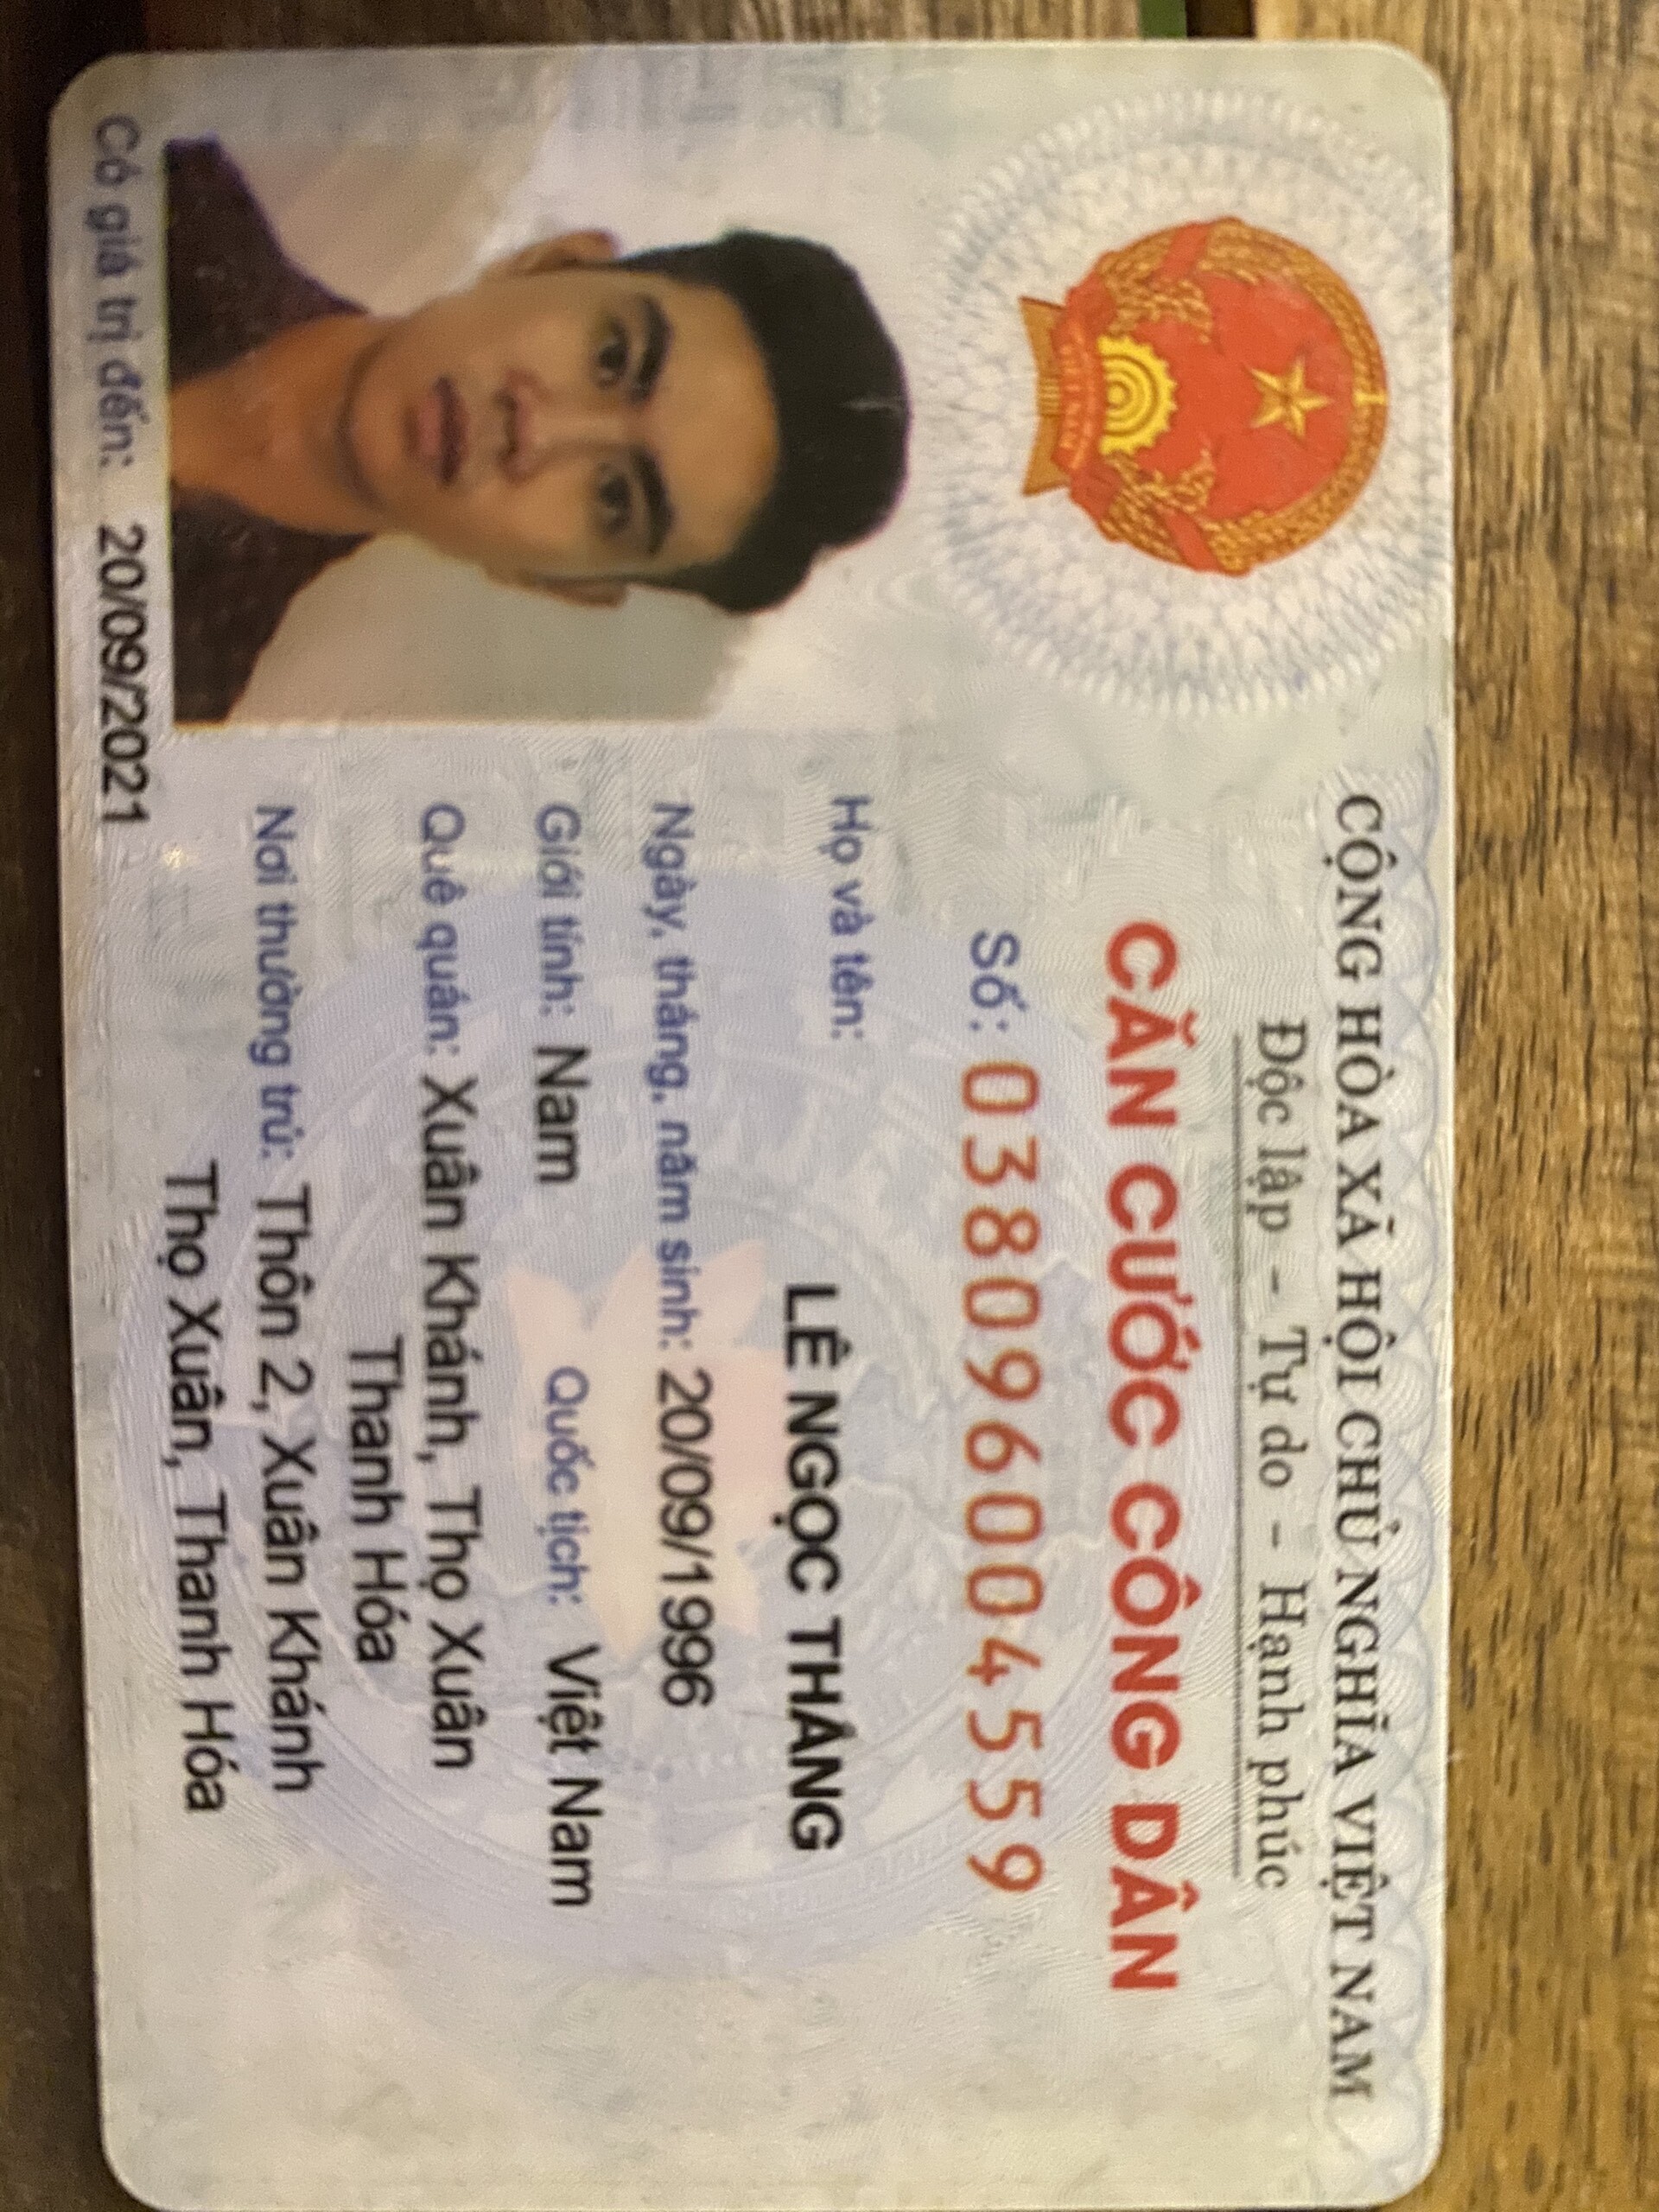 CỘNG HÒA XÃ HỘI CHỦ NGHĨA VIỆT NAM
Độc lập - Tự do - Hạnh phúc
CĂN CƯỚC CÔNG DÂN
Số: 038096004559
Họ và tên:
LÊ NGỌC THẮNG
Ngày, tháng, năm sinh: 20/09/1996
Giới tính: Nam Quốc tịch: Việt Nam
Quê quán: Xuân Khánh, Thọ Xuân
Thanh Hóa
Nơi thường trú: Thôn 2, Xuân Khánh
Thọ Xuân, Thanh Hóa
Có giá trị đến: 20/09/2021